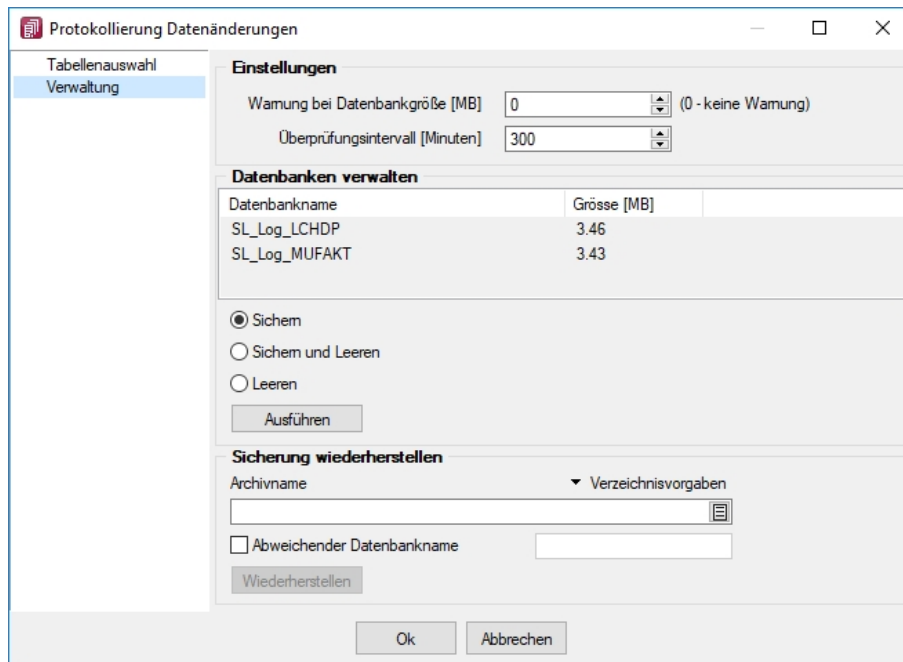 Protokollierung Datenänderungen
Tabellenauswahl
Verwaltung
Einstellungen
Warnung bei Datenbankgröße [MB] 0 (0 - keine Warnung)
Überprüfungsintervall [Minuten] 300
Datenbanken verwalten
Datenbankname Grösse [MB]
SL_Log_LCHDP 3.46
SL_Log_MUFAKT 3.43
Sichern
Sichern und Leeren
Leeren
Ausführen
Sicherung wiederherstellen
Archivname Verzeichnisvorgaben
Abweichender Datenbankname
Wiederherstellen
Ok Abbrechen